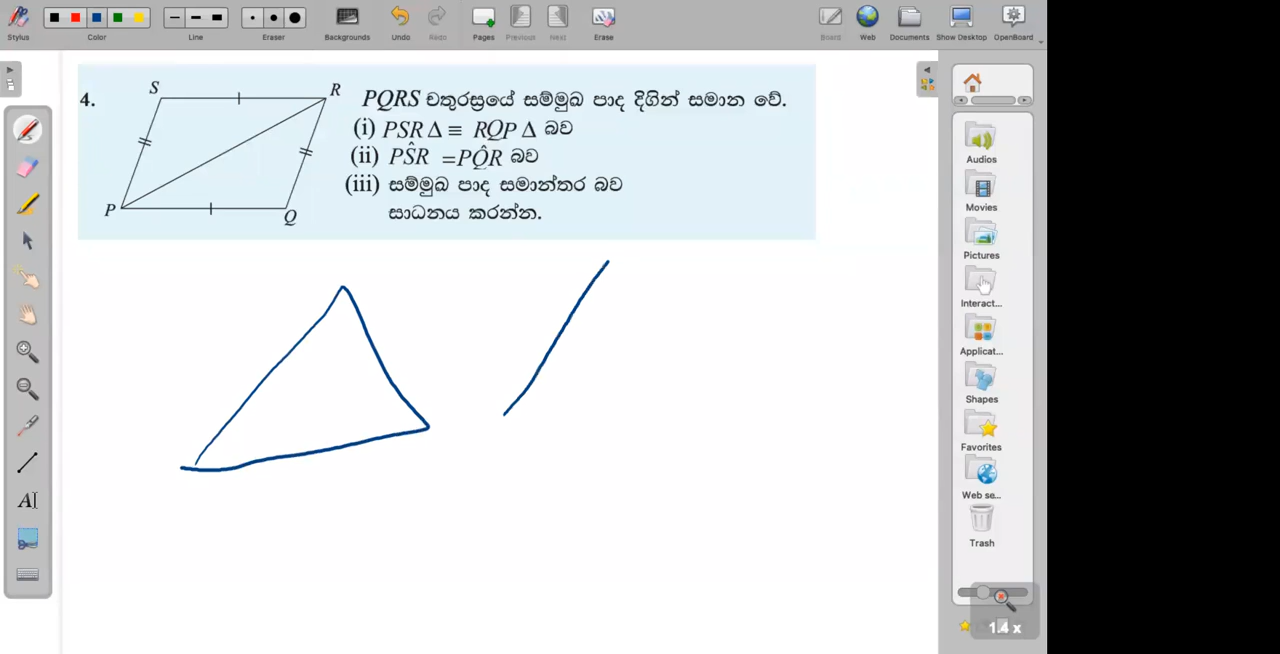 Stylus Color Line Eraser Backgrounds Undo Redo Pages Previous Next Erase Board Web Documents Show Desktop OpenBoard
4. S R PQRS චතුරස්‍රයේ සම්මුඛ පාද දිගින් සමාන වේ.
(i) PSR Δ ≡ RQP Δ බව
(ii) PŜR = PQ̂R බව
P Q (iii) සම්මුඛ පාද සමාන්තර බව
සාධනය කරන්න.
Audios
Movies
Pictures
Interact...
Applicat...
Shapes
Favorites
Web se...
Trash
1.4 x